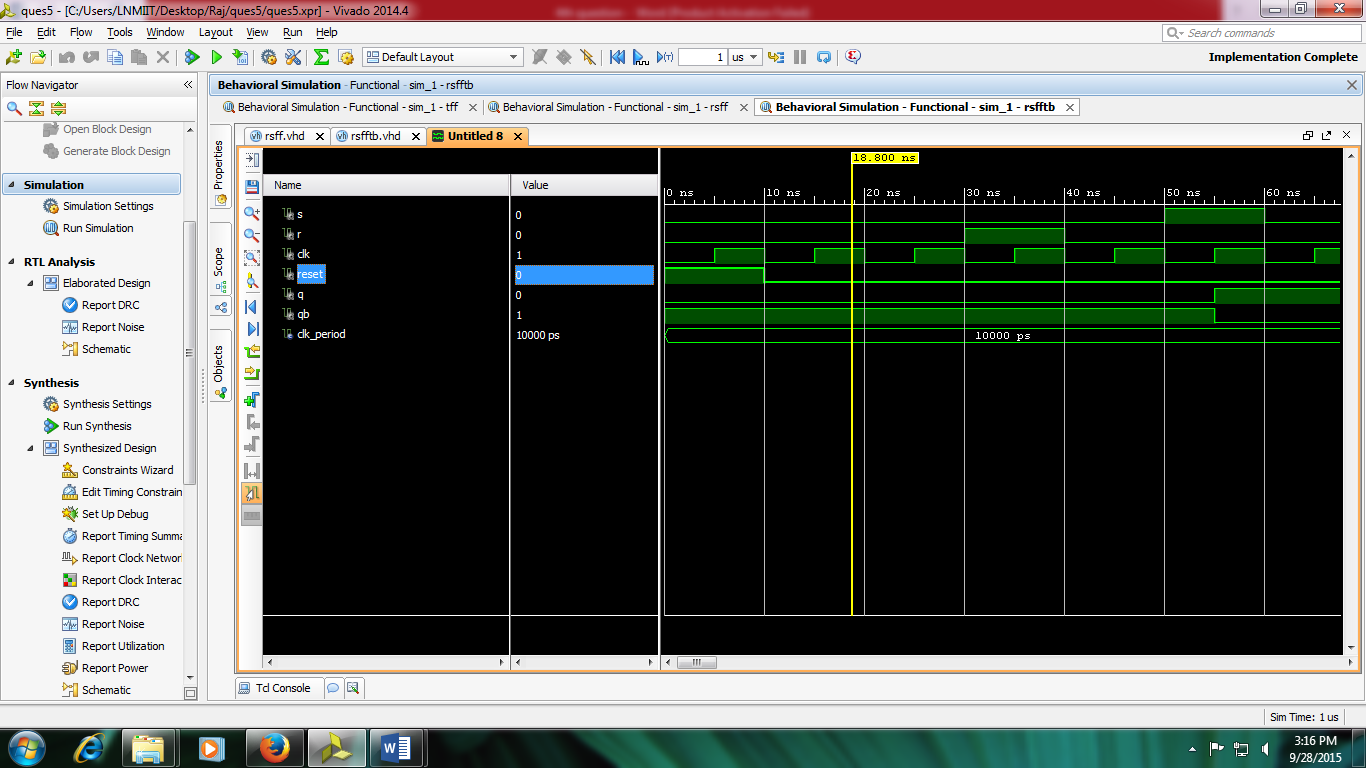 ques5 - [C:/Users/LNMIIT/Desktop/Raj/ques5/ques5.xpr] - Vivado 2014.4
File Edit Flow Tools Window Layout View Run Help
Search commands
Default Layout 1 us Implementation Complete
Flow Navigator
Behavioral Simulation - Functional - sim_1 - rsfftb
Behavioral Simulation - Functional - sim_1 - tff Behavioral Simulation - Functional - sim_1 - rsff Behavioral Simulation - Functional - sim_1 - rsfftb
Open Block Design
Generate Block Design
Simulation
Simulation Settings
Run Simulation
RTL Analysis
Elaborated Design
Report DRC
Report Noise
Schematic
Synthesis
Synthesis Settings
Run Synthesis
Synthesized Design
Constraints Wizard
Edit Timing Constrain
Set Up Debug
Report Timing Summa
Report Clock Networ
Report Clock Interac
Report DRC
Report Noise
Report Utilization
Report Power
Schematic
Properties
Scope
Objects
rsff.vhd rsfftb.vhd Untitled 8
18.800 ns
Name Value
0 ns 10 ns 20 ns 30 ns 40 ns 50 ns 60 ns
s 0
r 0
clk 1
reset 0
q 0
qb 1
clk_period 10000 ps 10000 ps
Tcl Console
Sim Time: 1 us
3:16 PM
9/28/2015